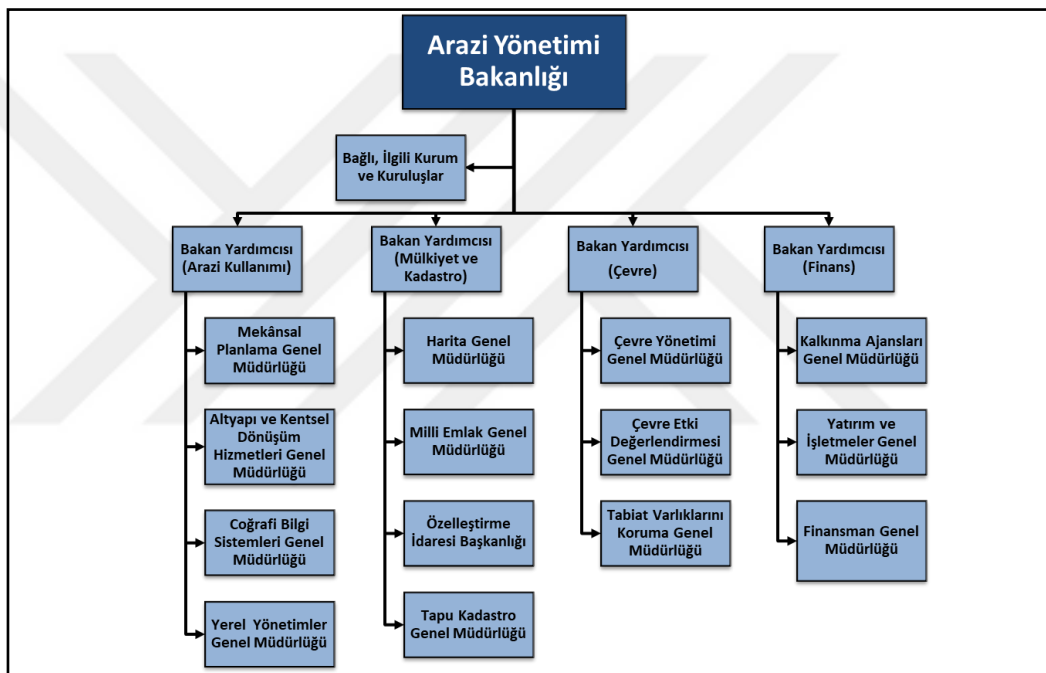 Arazi Yönetimi
Bakanlığı
Bağlı, İlgili Kurum
ve Kuruluşlar
Bakan Yardımcısı
(Arazi Kullanımı)
Mekânsal
Planlama Genel
Müdürlüğü
Altyapı ve Kentsel
Dönüşüm
Hizmetleri Genel
Müdürlüğü
Coğrafi Bilgi
Sistemleri Genel
Müdürlüğü
Yerel Yönetimler
Genel Müdürlüğü
Bakan Yardımcısı
(Mülkiyet ve
Kadastro)
Harita Genel
Müdürlüğü
Milli Emlak Genel
Müdürlüğü
Özelleştirme
İdaresi Başkanlığı
Tapu Kadastro
Genel Müdürlüğü
Bakan Yardımcısı
(Çevre)
Çevre Yönetimi
Genel Müdürlüğü
Çevre Etki
Değerlendirmesi
Genel Müdürlüğü
Tabiat Varlıklarını
Koruma Genel
Müdürlüğü
Bakan Yardımcısı
(Finans)
Kalkınma Ajansları
Genel Müdürlüğü
Yatırım ve
İşletmeler Genel
Müdürlüğü
Finansman Genel
Müdürlüğü